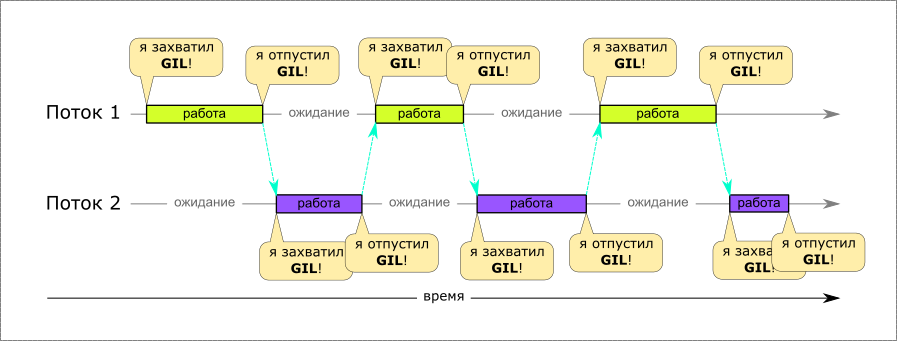 я захватил
GIL!
я отпустил
GIL!
я захватил
GIL!
я отпустил
GIL!
я захватил
GIL!
я отпустил
GIL!
Поток 1
работа
ожидание
работа
ожидание
работа
Поток 2
ожидание
работа
ожидание
работа
ожидание
работа
я захватил
GIL!
я отпустил
GIL!
я захватил
GIL!
я отпустил
GIL!
я захва
GIL!
я отпустил
GIL!
время